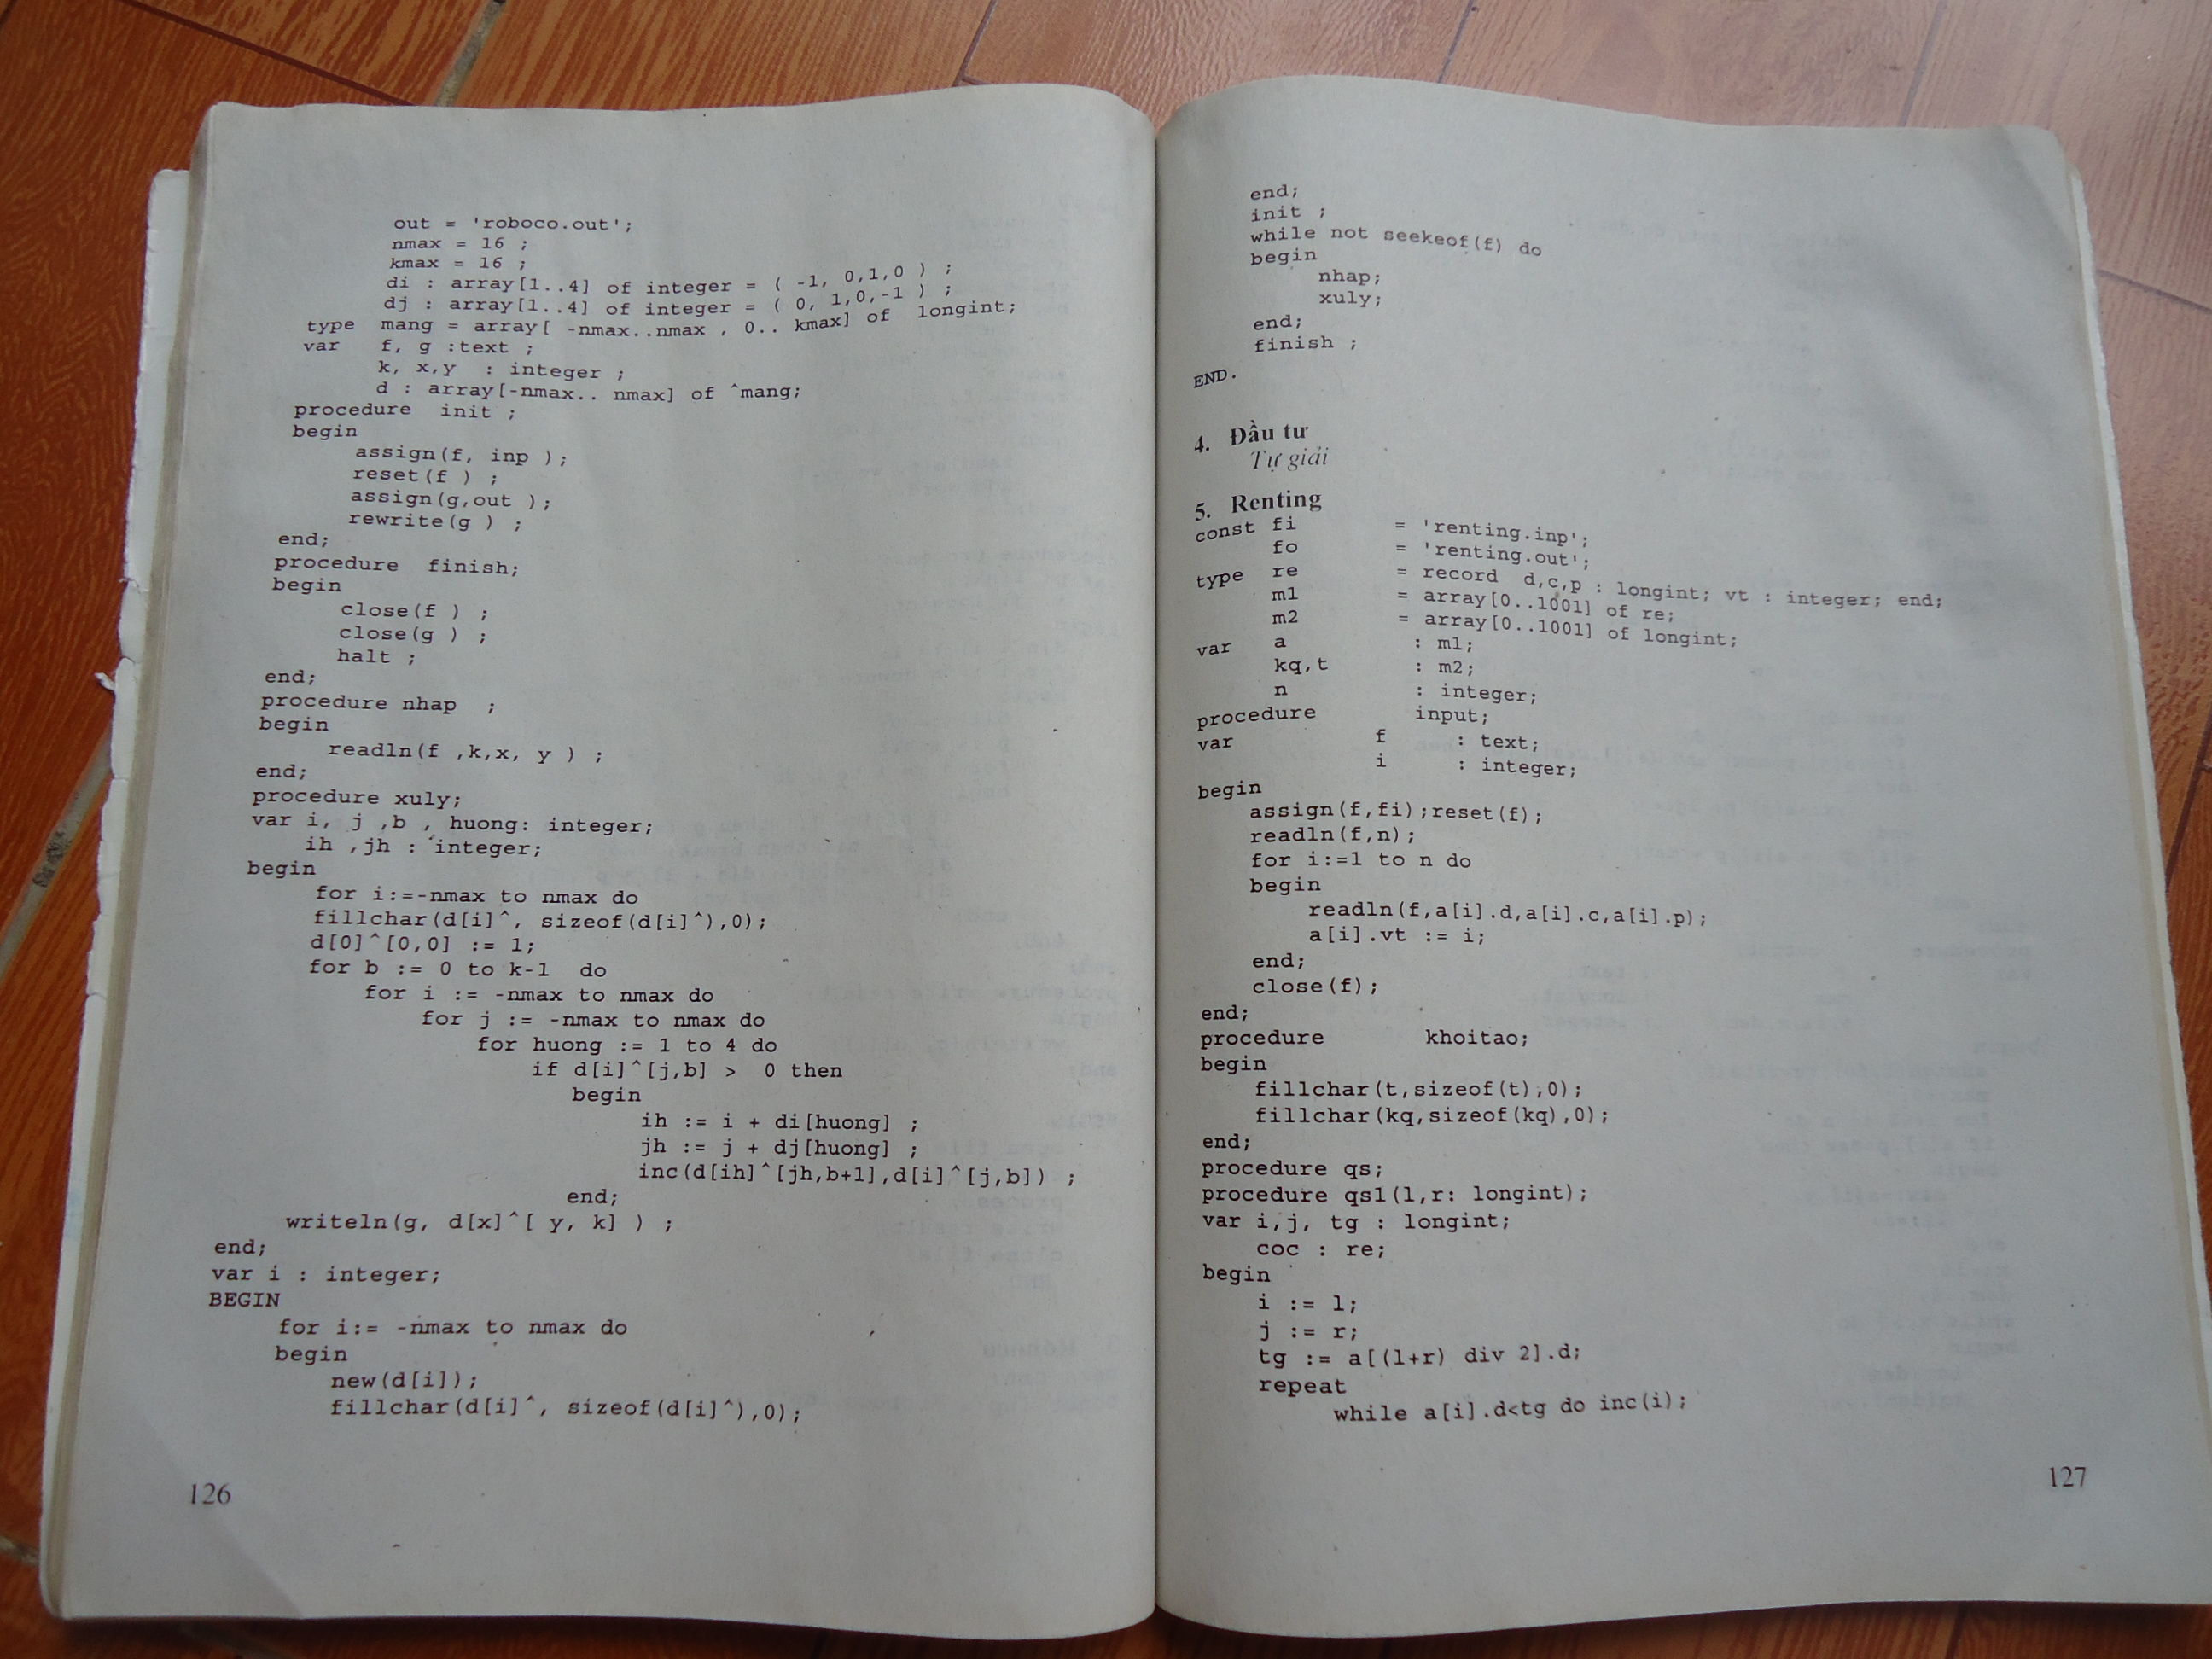 out = 'roboco.out';
nmax = 16 ;
kmax = 16 ;
di : array[1..4] of integer = ( -1, 0,1,0 ) ;
dj : array[1..4] of integer = ( 0, 1,0,-1 ) ;
type mang = array[ -nmax..nmax , 0.. kmax] of longint;
var f, g :text ;
k, x,y : integer ;
d : array[-nmax.. nmax] of ^mang;
procedure init ;
begin
assign(f, inp );
reset(f ) ;
assign(g,out );
rewrite(g ) ;
end;
procedure finish;
begin
close(f ) ;
close(g ) ;
halt ;
end;
procedure nhap ;
begin
readln(f ,k,x, y ) ;
end;
procedure xuly;
var i, j ,b , huong: integer;
ih ,jh : integer;
begin
for i:=-nmax to nmax do
fillchar(d[i]^, sizeof(d[i]^),0);
d[0]^[0,0] := 1;
for b := 0 to k-1 do
for i := -nmax to nmax do
for j := -nmax to nmax do
for huong := 1 to 4 do
if d[i]^[j,b] > 0 then
begin
ih := i + di[huong] ;
jh := j + dj[huong] ;
inc(d[ih]^[jh,b+1],d[i]^[j,b]) ;
end;
writeln(g, d[x]^[ y, k] ) ;
end;
var i : integer;
BEGIN
for i:= -nmax to nmax do
begin
new(d[i]);
fillchar(d[i]^, sizeof(d[i]^),0);
126
end;
init ;
while not seekeof(f) do
begin
nhap;
xuly;
end;
finish ;
END.
4. Đầu tư
Tự giải
5. Renting
const fi = 'renting.inp';
fo = 'renting.out';
type re = record d,c,p : longint; vt : integer; end;
m1 = array[0..1001] of re;
m2 = array[0..1001] of longint;
var a : m1;
kq,t : m2;
n : integer;
procedure input;
var f : text;
i : integer;
begin
assign(f,fi);reset(f);
readln(f,n);
for i:=1 to n do
begin
readln(f,a[i].d,a[i].c,a[i].p);
a[i].vt := i;
end;
close(f);
end;
procedure khoitao;
begin
fillchar(t,sizeof(t),0);
fillchar(kq,sizeof(kq),0);
end;
procedure qs;
procedure qs1(l,r: longint);
var i,j, tg : longint;
coc : re;
begin
i := l;
j := r;
tg := a[(l+r) div 2].d;
repeat
while a[i].d<tg do inc(i);
127